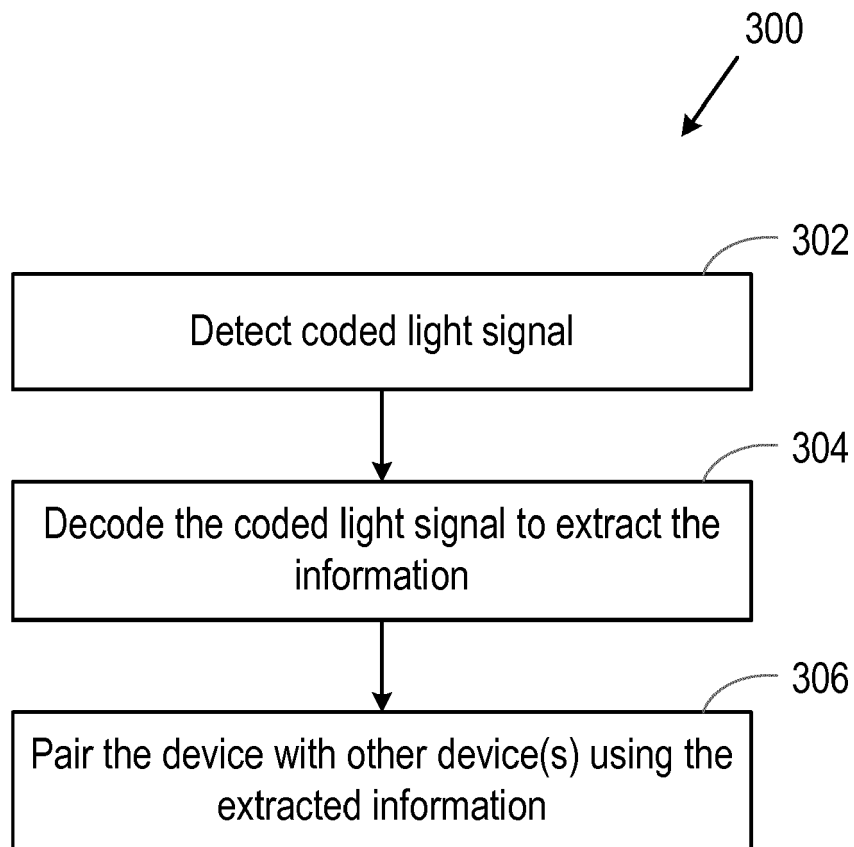 300
302
Detect coded light signal
304
Decode the coded light signal to extract the
information
306
Pair the device with other device(s) using the
extracted information